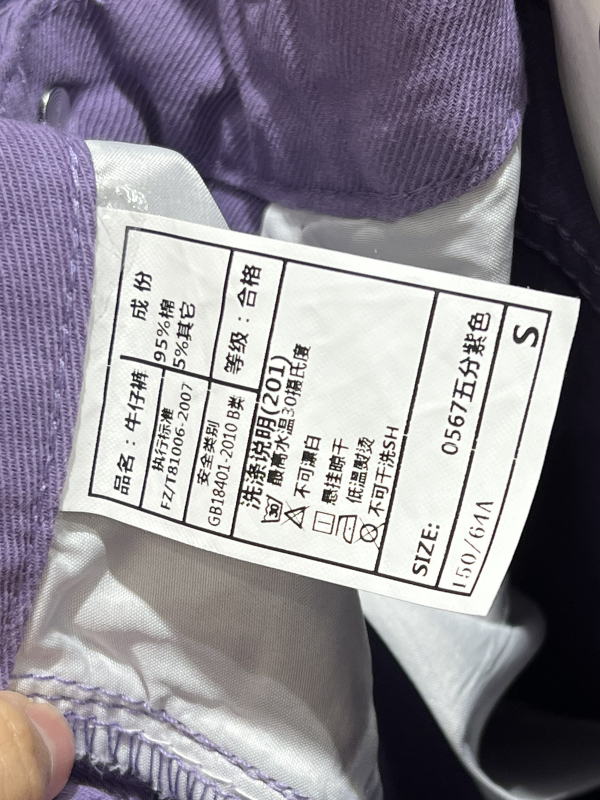 品名：牛仔裤
成份
执行标准
FZ/T81006-2007
95%棉
5%其它
安全类别
GB18401-2010 B类
等级：合格
洗涤说明(201)
30 最高水温30摄氏度
不可漂白
悬挂晾干
低温熨烫
不可干洗SH
0567五分紫色
SIZE:
150/64A
S